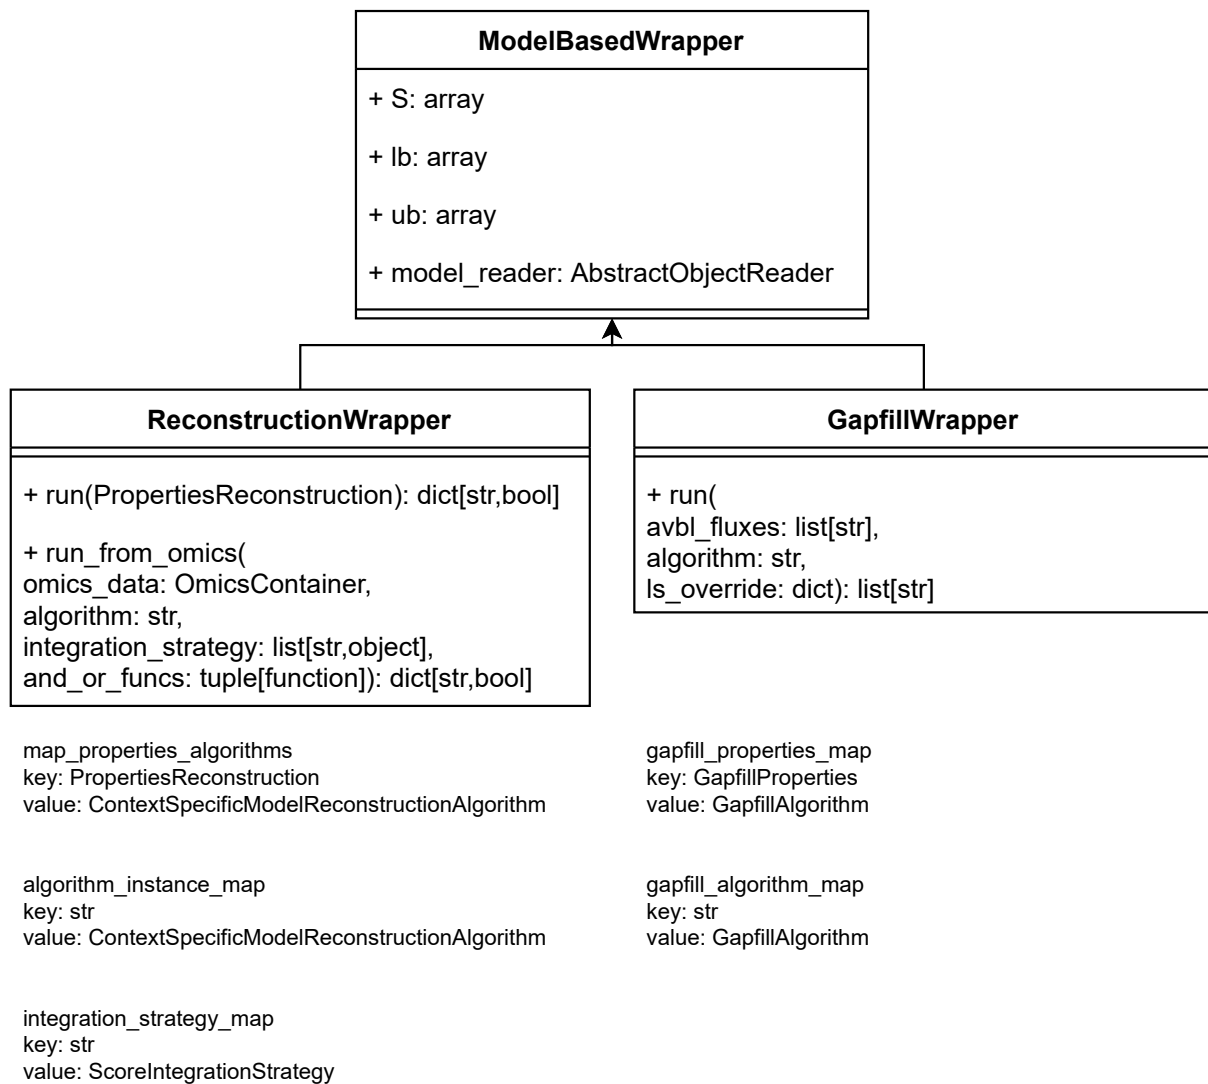 ModelBasedWrapper
+ S: array
+ lb: array
+ ub: array
+ model_reader: AbstractObjectReader
ReconstructionWrapper
+ run(PropertiesReconstruction): dict[str,bool]
+ run_from_omics(
omics_data: OmicsContainer,
algorithm: str,
integration_strategy: list[str,object],
and_or_funcs: tuple[function]): dict[str,bool]
GapfillWrapper
+ run(
avbl_fluxes: list[str],
algorithm: str,
ls_override: dict): list[str]
map_properties_algorithms
key: PropertiesReconstruction
value: ContextSpecificModelReconstructionAlgorithm
gapfill_properties_map
key: GapfillProperties
value: GapfillAlgorithm
algorithm_instance_map
key: str
value: ContextSpecificModelReconstructionAlgorithm
gapfill_algorithm_map
key: str
value: GapfillAlgorithm
integration_strategy_map
key: str
value: ScoreIntegrationStrategy